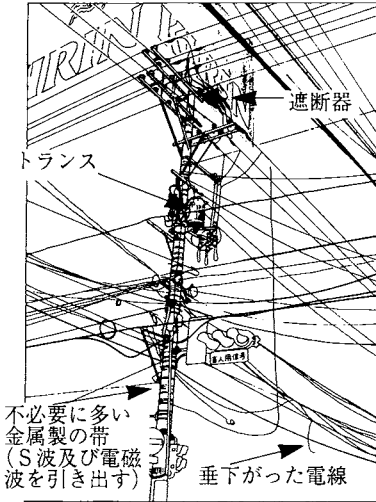 遮断器
トランス
不必要に多い
金属製の帯
(S波及び電磁
波を引き出す)
垂下がった電線